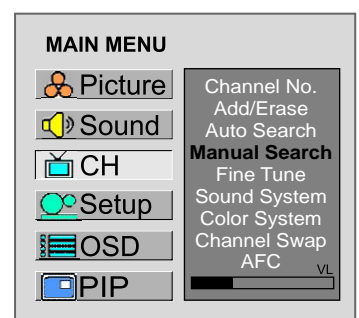 MAIN MENU
Picture
Sound
CH
Setup
OSD
PIP
Channel No.
Add/Erase
Auto Search
Manual Search
Fine Tune
Sound System
Color System
Channel Swap
AFC
VL